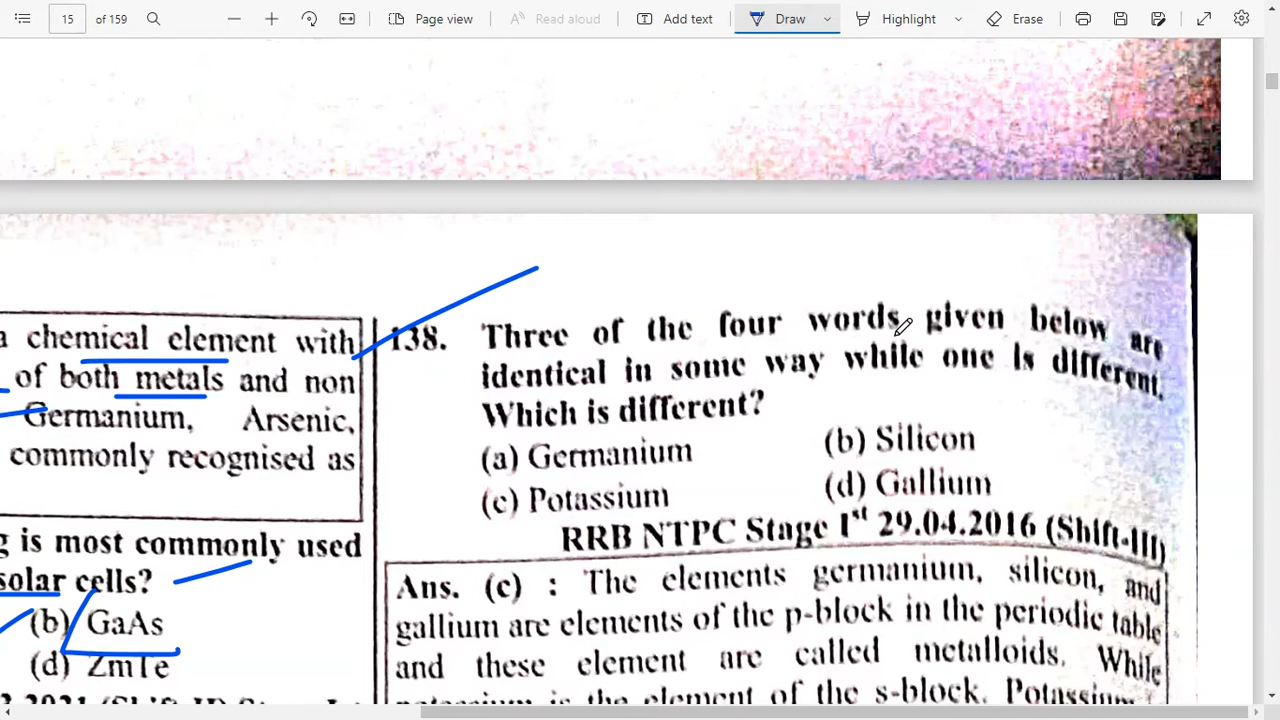 15 of 159
Page view
Read aloud
Add text
Draw
Highlight
Erase
a chemical element with
of both metals and non
Germanium, Arsenic,
commonly recognised as
g is most commonly used
solar cells?
(b) GaAs
(d) ZmTe
138. Three of the four words given below are
identical in some way while one is different.
Which is different?
(a) Germanium (b) Silicon
(c) Potassium (d) Gallium
RRB NTPC Stage Ist 29.04.2016 (Shift-III)
Ans. (c) : The elements germanium, silicon, and
gallium are elements of the p-block in the periodic table
and these element are called metalloids. While
potassium is the element of the s-block. Potassium